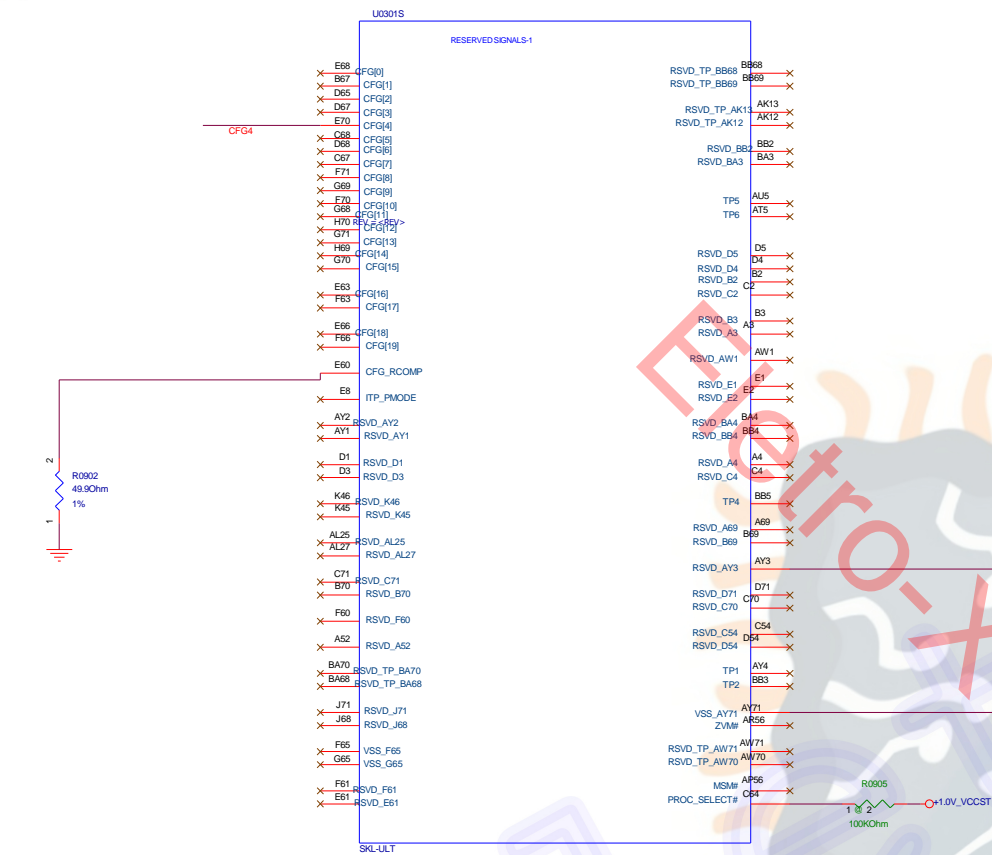 U0301S
RESERVED SIGNALS-1
E68 CFG[0]
B67 CFG[1]
D65 CFG[2]
D67 CFG[3]
CFG4 E70 CFG[4]
C68 CFG[5]
D68 CFG[6]
C67 CFG[7]
F71 CFG[8]
G69 CFG[9]
F70 CFG[10]
G68 CFG[11]
REV = <REV>
H70 CFG[12]
G71 CFG[13]
H69 CFG[14]
G70 CFG[15]
E63 CFG[16]
F63 CFG[17]
E66 CFG[18]
F66 CFG[19]
E60 CFG_RCOMP
E8 ITP_PMODE
AY2 RSVD_AY2
AY1 RSVD_AY1
D1 RSVD_D1
D3 RSVD_D3
K46 RSVD_K46
K45 RSVD_K45
AL25 RSVD_AL25
AL27 RSVD_AL27
C71 RSVD_C71
B70 RSVD_B70
F60 RSVD_F60
A52 RSVD_A52
BA70 RSVD_TP_BA70
BA68 RSVD_TP_BA68
J71 RSVD_J71
J68 RSVD_J68
F65 VSS_F65
G65 VSS_G65
F61 RSVD_F61
E61 RSVD_E61
2
R0902
49.9Ohm
1%
1
RSVD_TP_BB68 BB68
RSVD_TP_BB69 BB69
RSVD_TP_AK13 AK13
RSVD_TP_AK12 AK12
RSVD_BB2 BB2
RSVD_BA3 BA3
TP5 AU5
TP6 AT5
RSVD_D5 D5
RSVD_D4 D4
RSVD_B2 B2
RSVD_C2 C2
RSVD_B3 B3
RSVD_A3 A3
RSVD_AW1 AW1
RSVD_E1 E1
RSVD_E2 E2
RSVD_BA4 BA4
RSVD_BB4 BB4
RSVD_A4 A4
RSVD_C4 C4
TP4 BB5
RSVD_A69 A69
RSVD_B69 B69
RSVD_AY3 AY3
RSVD_D71 D71
RSVD_C70 C70
RSVD_C54 C54
RSVD_D54 D54
TP1 AY4
TP2 BB3
VSS_AY71 AY71
ZVM# AR56
RSVD_TP_AW71 AW71
RSVD_TP_AW70 AW70
MSM# AP56
PROC_SELECT# C64
R0905
1 @ 2
+1.0V_VCCST
100KOhm
SKL-ULT
Eletro-X